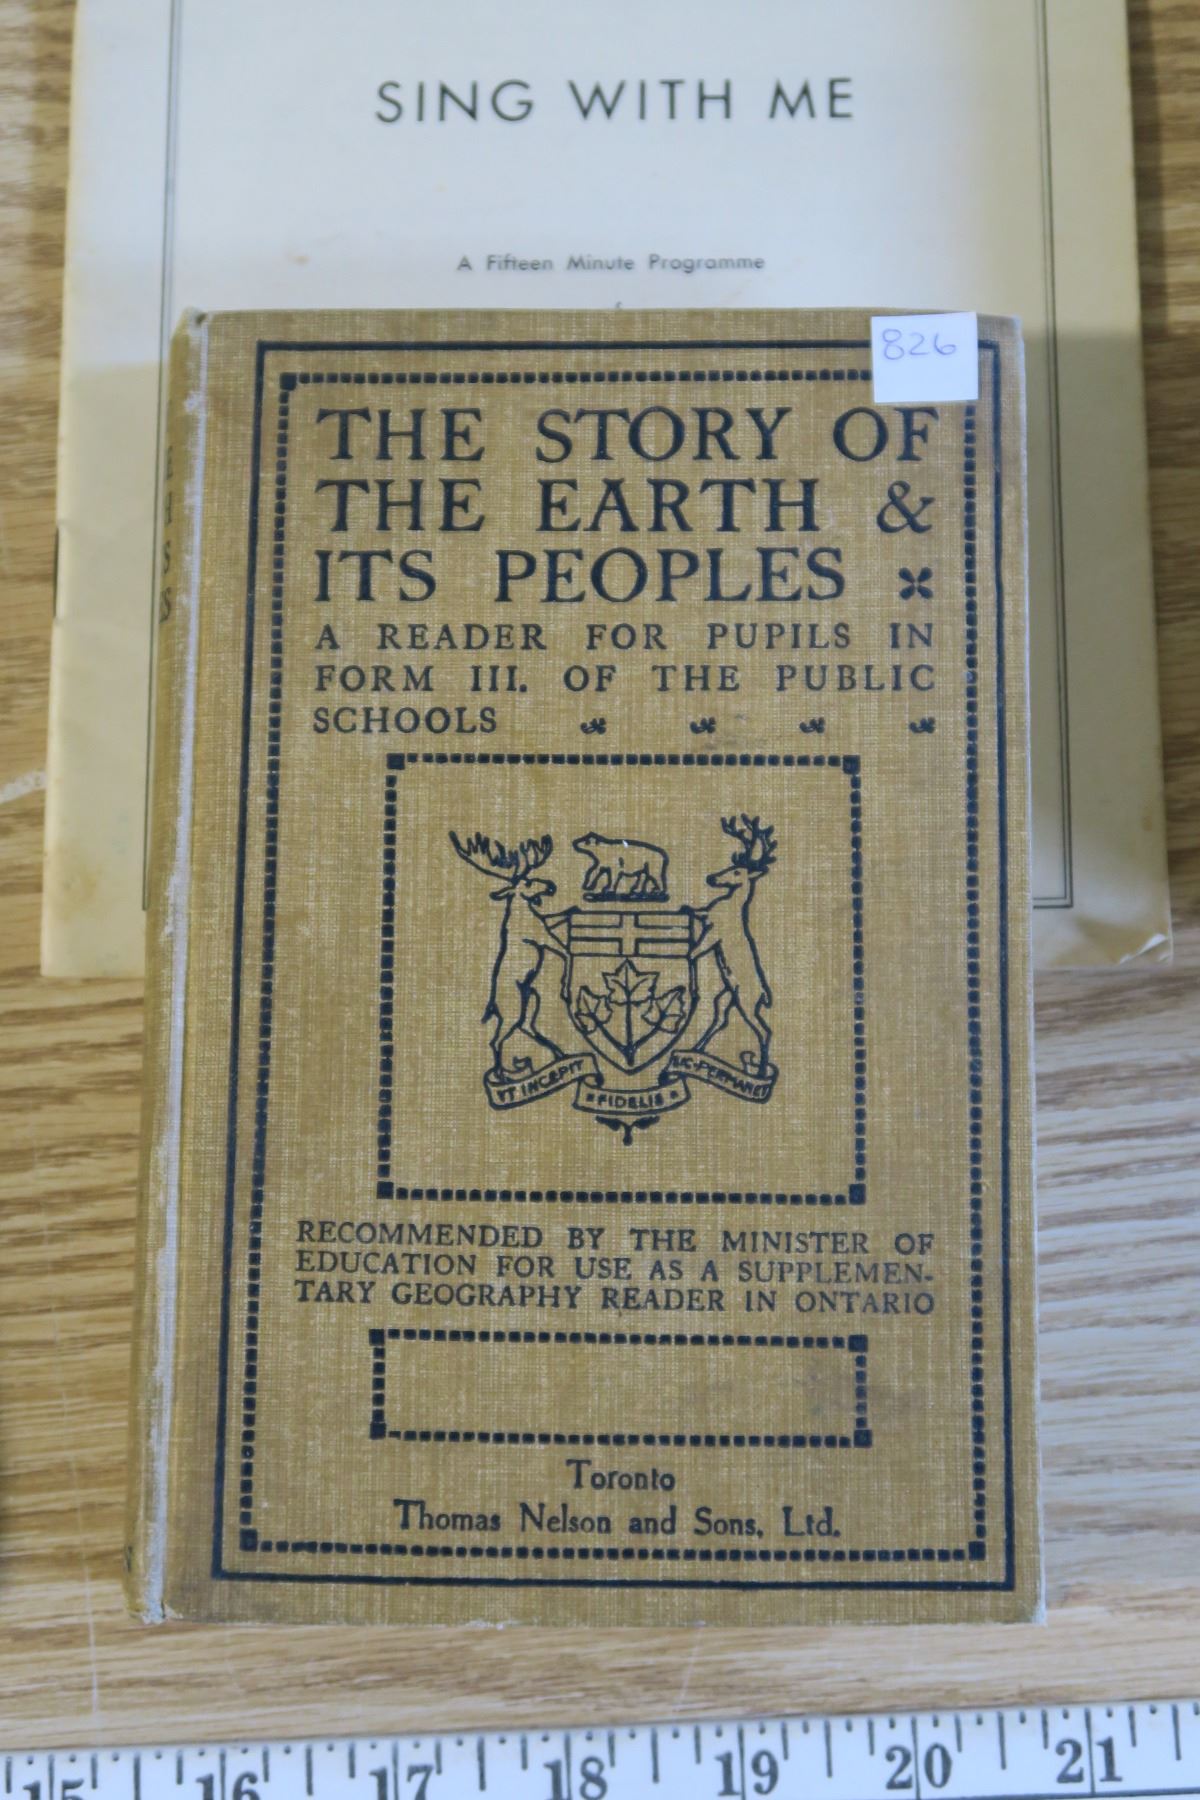 SING WITH ME
A Fifteen Minute Programme
826
THE STORY OF
THE EARTH &
ITS PEOPLES
A READER FOR PUPILS IN
FORM III. OF THE PUBLIC
SCHOOLS
VT INCEPIT
FIDELIS
SIC-PERMANET
RECOMMENDED BY THE MINISTER OF
EDUCATION FOR USE AS A SUPPLEMEN-
TARY GEOGRAPHY READER IN ONTARIO
Toronto
Thomas Nelson and Sons, Ltd.
15 16 17 18 19 20 21